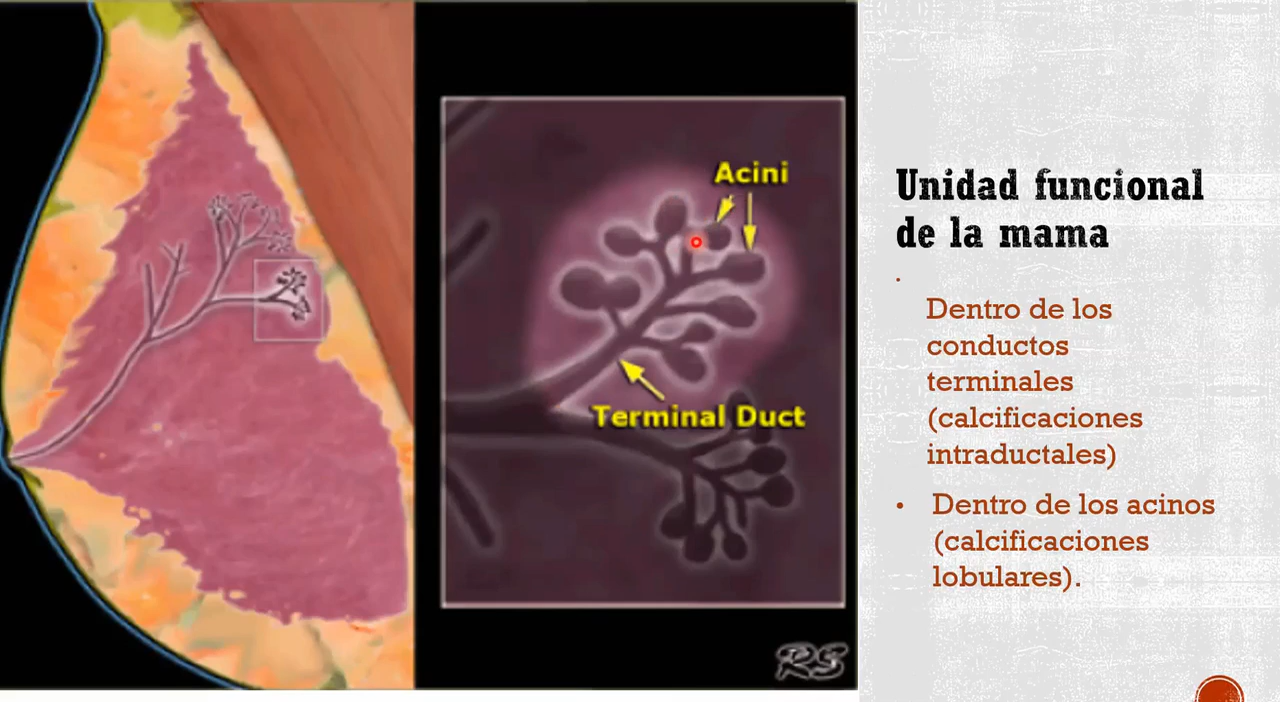 Acini
Terminal Duct
RS
Unidad funcional
de la mama
•
Dentro de los
conductos
terminales
(calcificaciones
intraductales)
• Dentro de los acinos
(calcificaciones
lobulares).